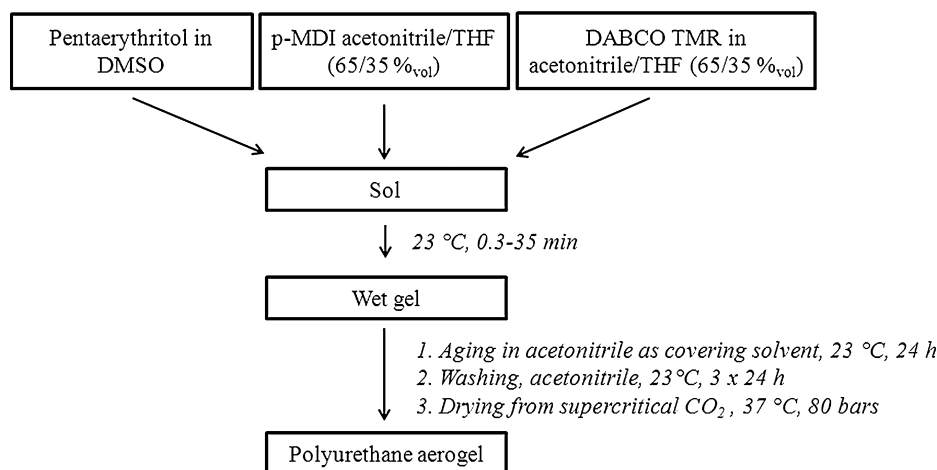 Pentaerythritol in
DMSO
p-MDI acetonitrile/THF
(65/35 %vol)
DABCO TMR in
acetonitrile/THF (65/35 %vol)
Sol
23 °C, 0.3-35 min
Wet gel
1. Aging in acetonitrile as covering solvent, 23 °C, 24 h
2. Washing, acetonitrile, 23°C, 3 x 24 h
3. Drying from supercritical CO2 , 37 °C, 80 bars
Polyurethane aerogel